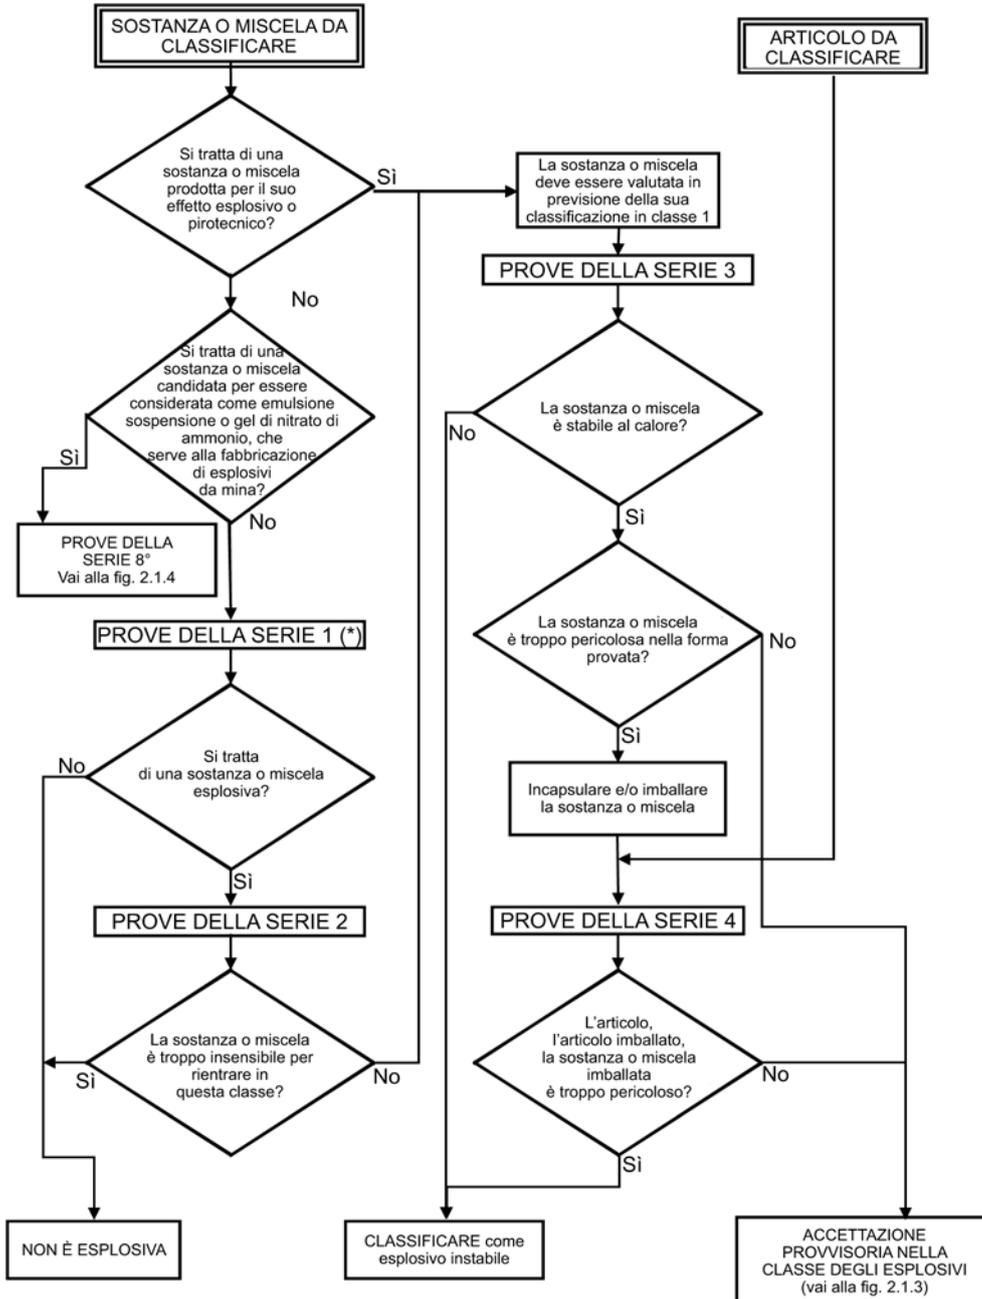 SOSTANZA O MISCELA DA
CLASSIFICARE
ARTICOLO DA
CLASSIFICARE
Si tratta di una
sostanza o miscela
prodotta per il suo
effetto esplosivo o
pirotecnico?
Sì
No
La sostanza o miscela
deve essere valutata in
previsione della sua
classificazione in classe 1
PROVE DELLA SERIE 3
Si tratta di una
sostanza o miscela
candidata per essere
considerata come emulsione
sospensione o gel di nitrato di
ammonio, che
serve alla fabbricazione
di esplosivi
da mina?
Sì
No
PROVE DELLA
SERIE 8°
Vai alla fig. 2.1.4
La sostanza o miscela
è stabile al calore?
No
Sì
PROVE DELLA SERIE 1 (*)
La sostanza o miscela
è troppo pericolosa nella forma
provata?
No
Sì
Si tratta
di una sostanza o miscela
esplosiva?
No
Sì
Incapsulare e/o imballare
la sostanza o miscela
PROVE DELLA SERIE 2
PROVE DELLA SERIE 4
La sostanza o miscela
è troppo insensibile per
rientrare in
questa classe?
Sì
No
L'articolo,
l'articolo imballato,
la sostanza o miscela
imballata
è troppo pericoloso?
No
Sì
NON È ESPLOSIVA
CLASSIFICARE come
esplosivo instabile
ACCETTAZIONE
PROVVISORIA NELLA
CLASSE DEGLI ESPLOSIVI
(vai alla fig. 2.1.3)